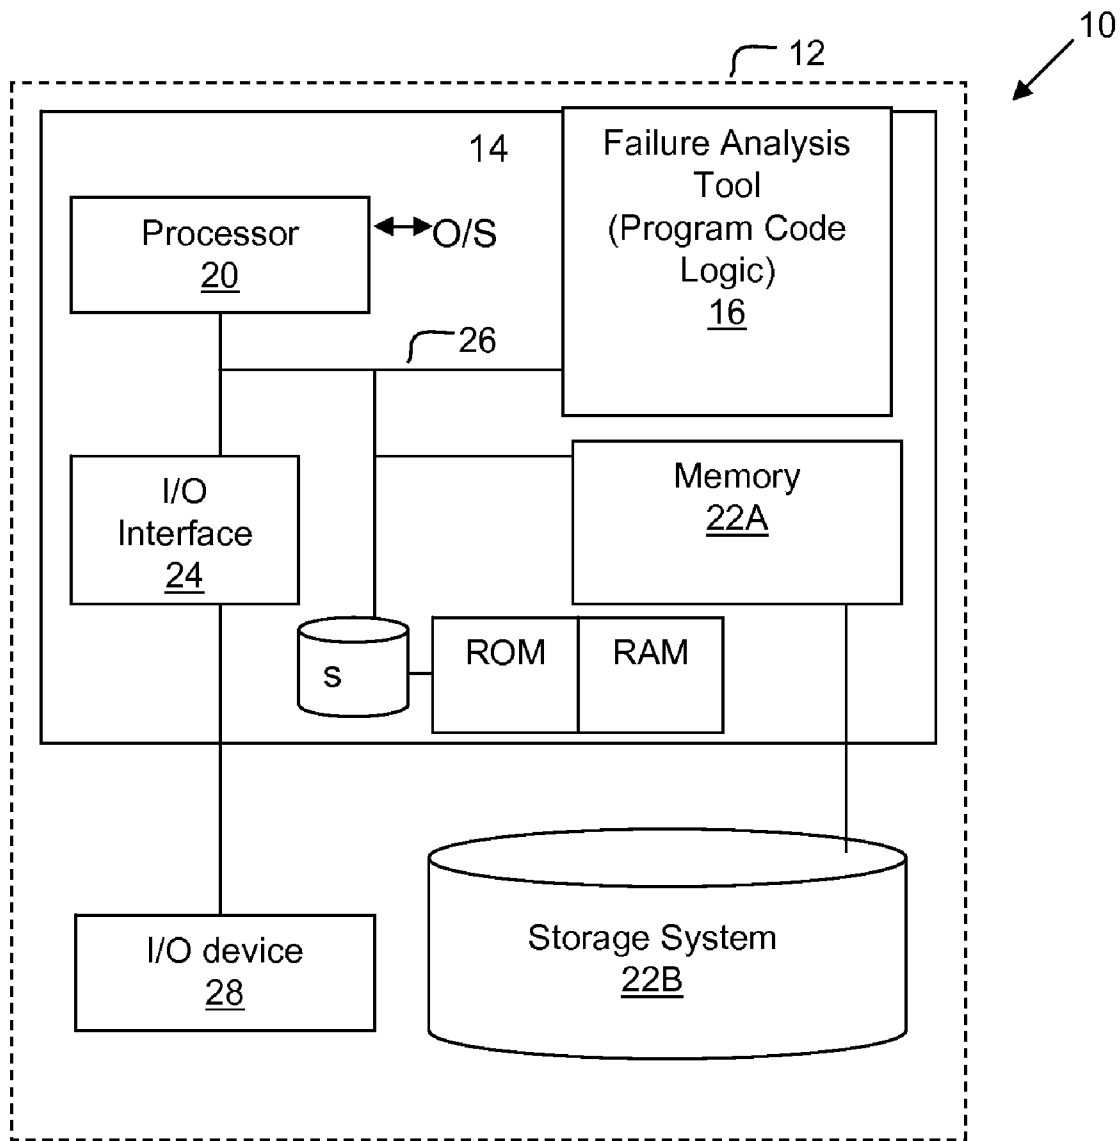 10
12
14
Failure Analysis
Tool
(Program Code
Logic)
16
Processor
20
O/S
26
I/O
Interface
24
Memory
22A
S
ROM
RAM
I/O device
28
Storage System
22B